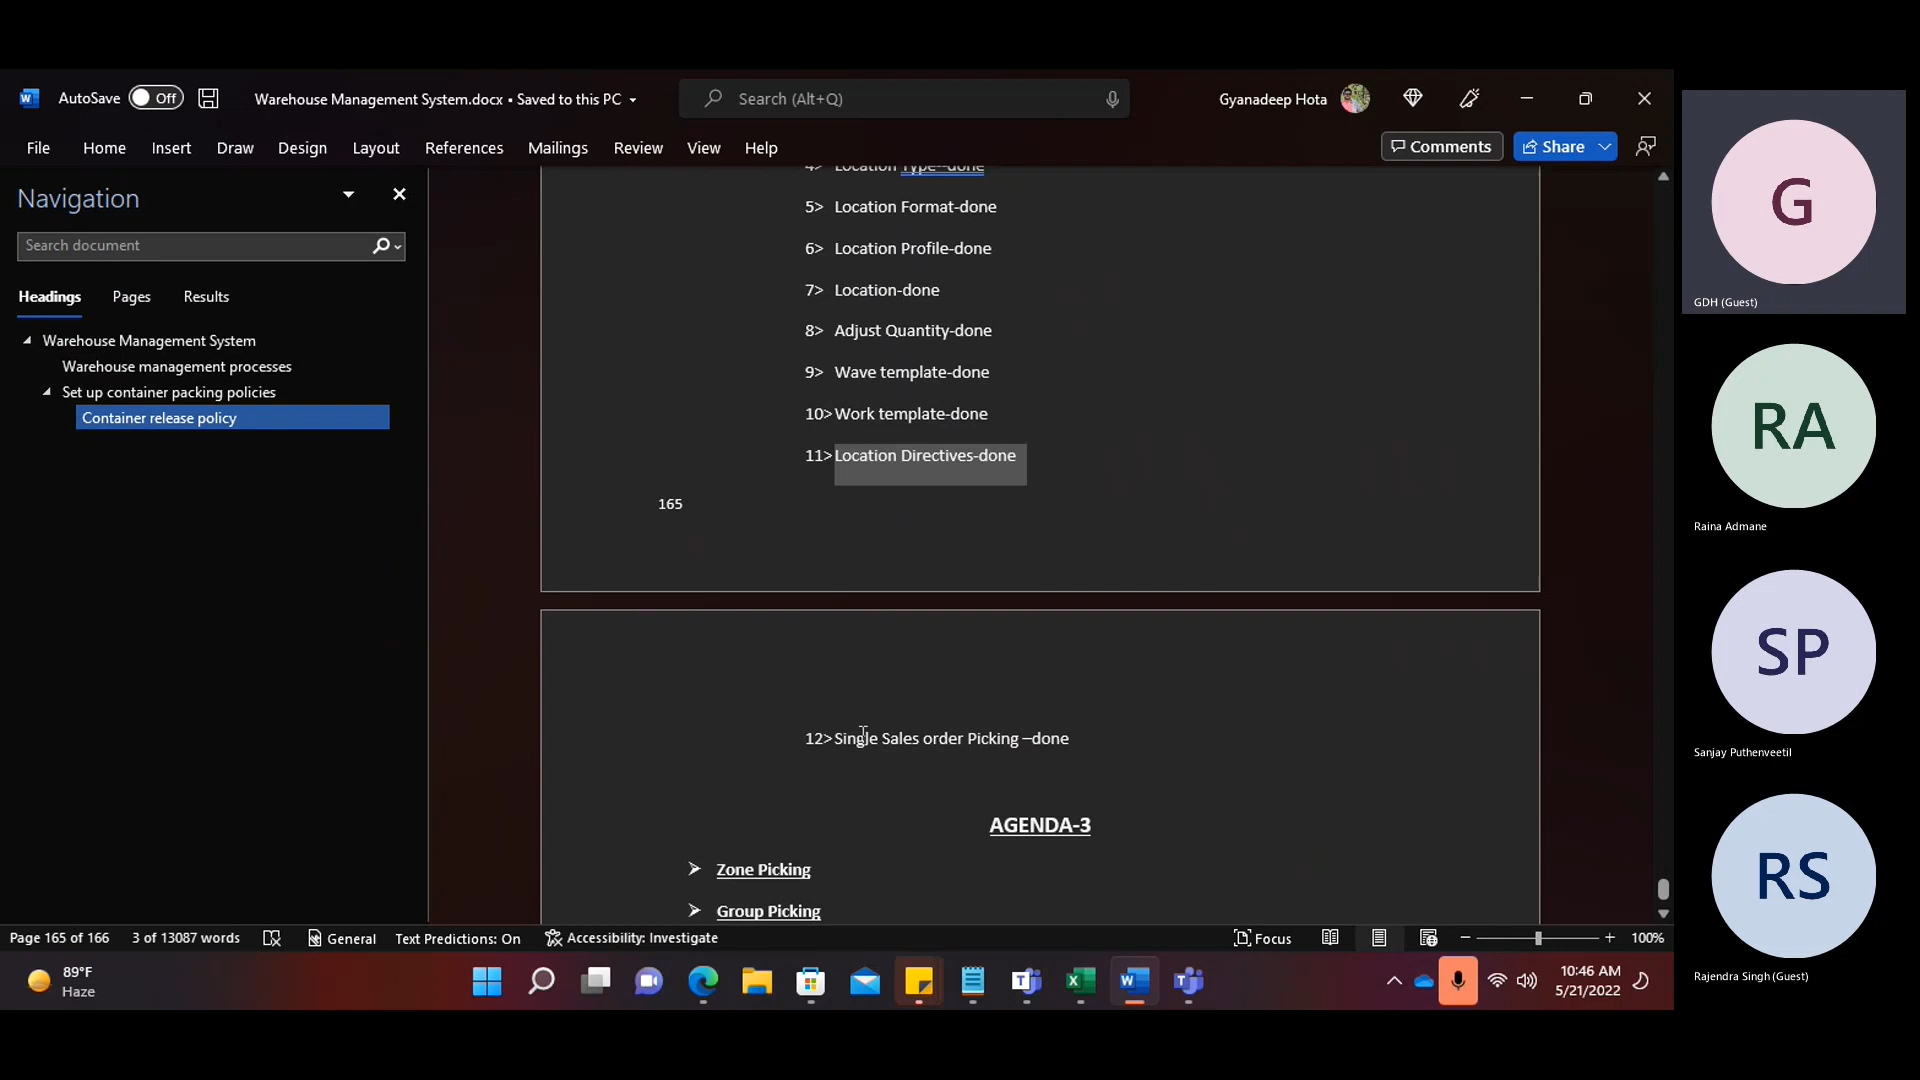 AutoSave Off
Warehouse Management System.docx • Saved to this PC
Search (Alt+Q)
Gyanadeep Hota
File Home Insert Draw Design Layout References Mailings Review View Help
Comments
Share
Navigation
Search document
Headings Pages Results
Warehouse Management System
Warehouse management processes
Set up container packing policies
Container release policy
4> Location Type--done
5> Location Format-done
6> Location Profile-done
7> Location-done
8> Adjust Quantity-done
9> Wave template-done
10> Work template-done
11> Location Directives-done
165
12> Single Sales order Picking –done
AGENDA-3
➢ Zone Picking
➢ Group Picking
Page 165 of 166 3 of 13087 words General Text Predictions: On Accessibility: Investigate Focus 100%
89°F
Haze
10:46 AM
5/21/2022
G
GDH (Guest)
RA
Raina Admane
SP
Sanjay Puthenveetil
RS
Rajendra Singh (Guest)